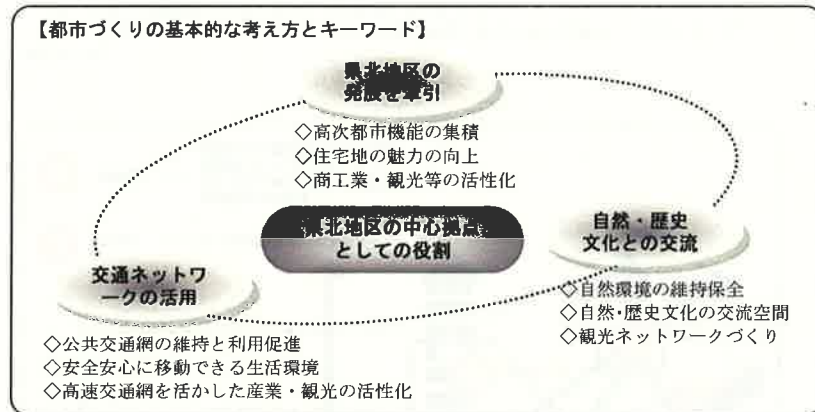 【都市づくりの基本的な考え方とキーワード】
県北地区の
発展を牽引
◇高次都市機能の集積
◇住宅地の魅力の向上
◇商工業・観光等の活性化
県北地区の中心拠点
としての役割
自然・歴史
文化との交流
◇自然環境の維持保全
◇自然・歴史文化の交流空間
◇観光ネットワークづくり
交通ネットワ
ークの活用
◇公共交通網の維持と利用促進
◇安全安心に移動できる生活環境
◇高速交通網を活かした産業・観光の活性化